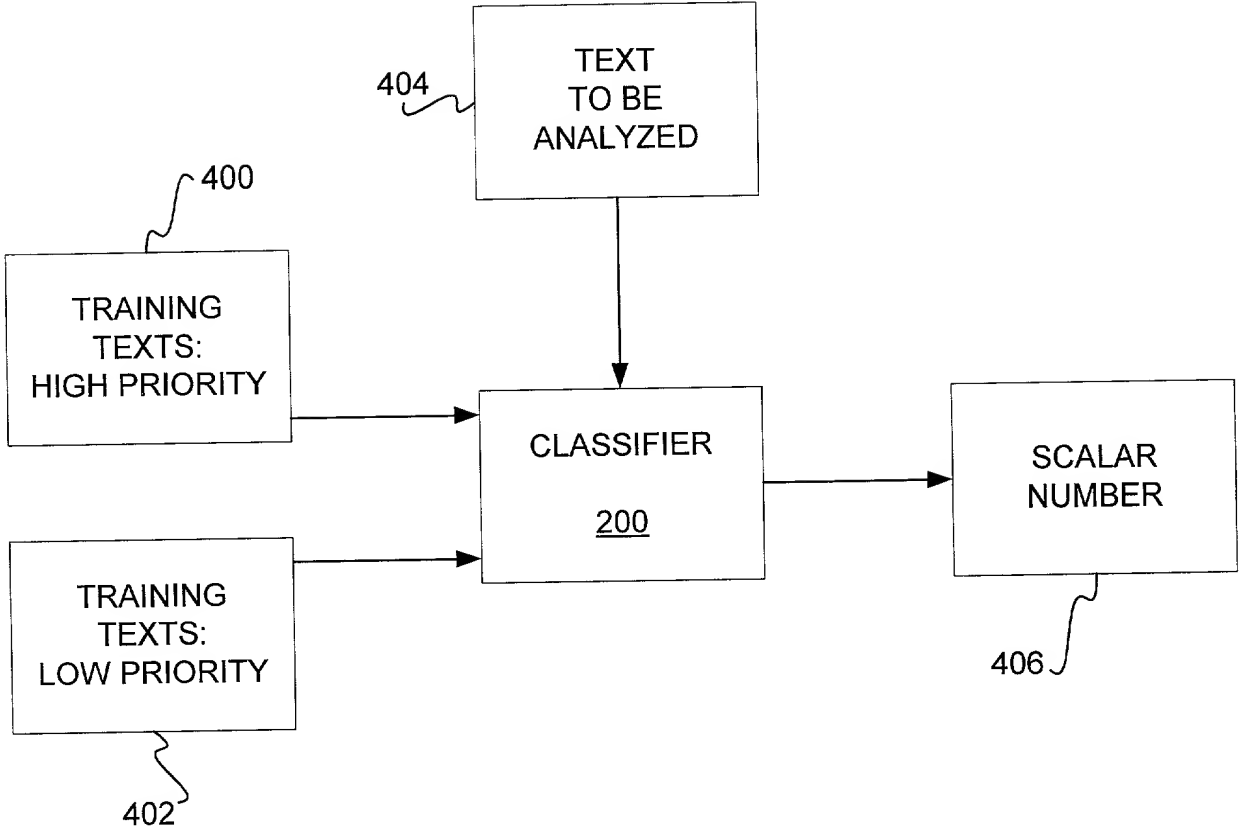 TEXT
TO BE
ANALYZED
404
400
TRAINING
TEXTS:
HIGH PRIORITY
CLASSIFIER
200
SCALAR
NUMBER
TRAINING
TEXTS:
LOW PRIORITY
406
402